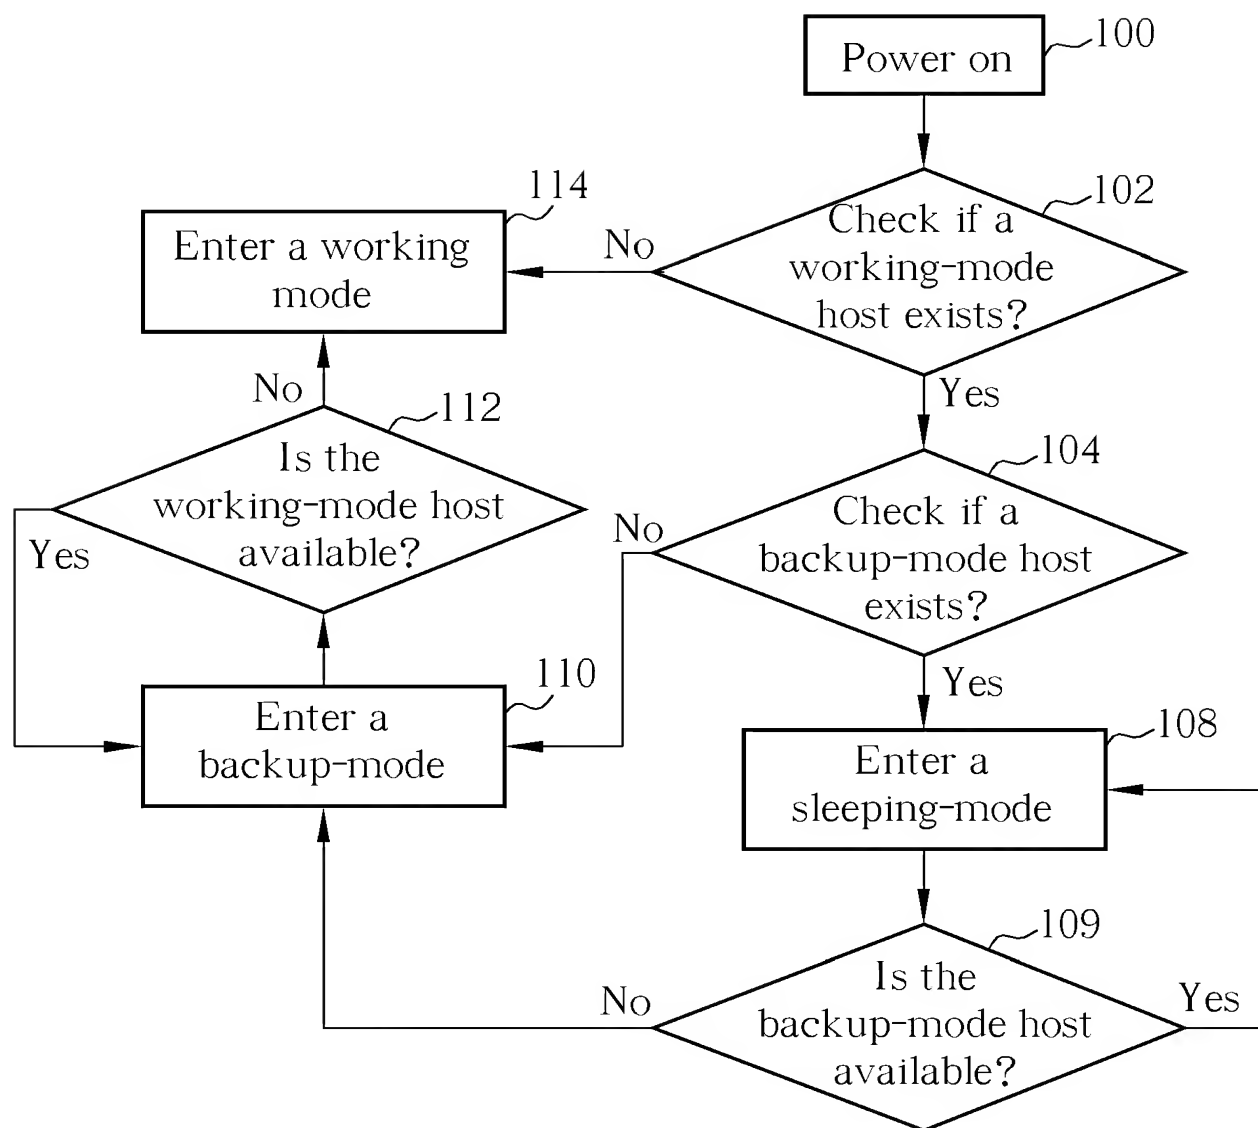 Power on
100
Check if a
working-mode
host exists?
102
No
Yes
114
Enter a working
mode
No
112
Is the
working-mode host
available?
Yes
104
Check if a
backup-mode host
exists?
No
Yes
110
Enter a
backup-mode
108
Enter a
sleeping-mode
109
Is the
backup-mode host
available?
No
Yes